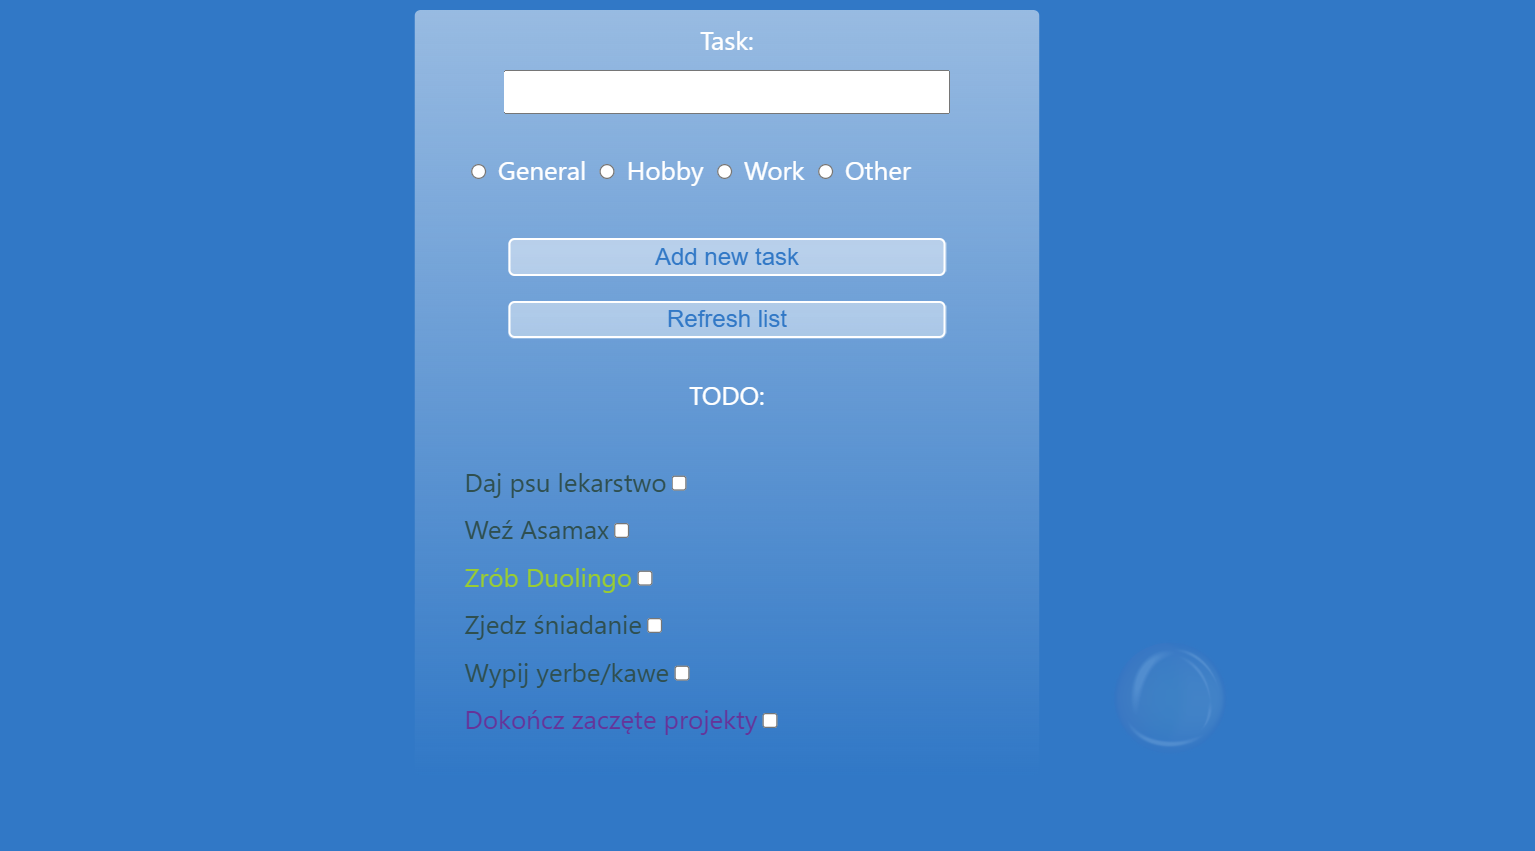 Task:
General Hobby Work Other
Add new task
Refresh list
TODO:
Daj psu lekarstwo
Weź Asamax
Zrób Duolingo
Zjedz śniadanie
Wypij yerbe/kawe
Dokończ zaczęte projekty